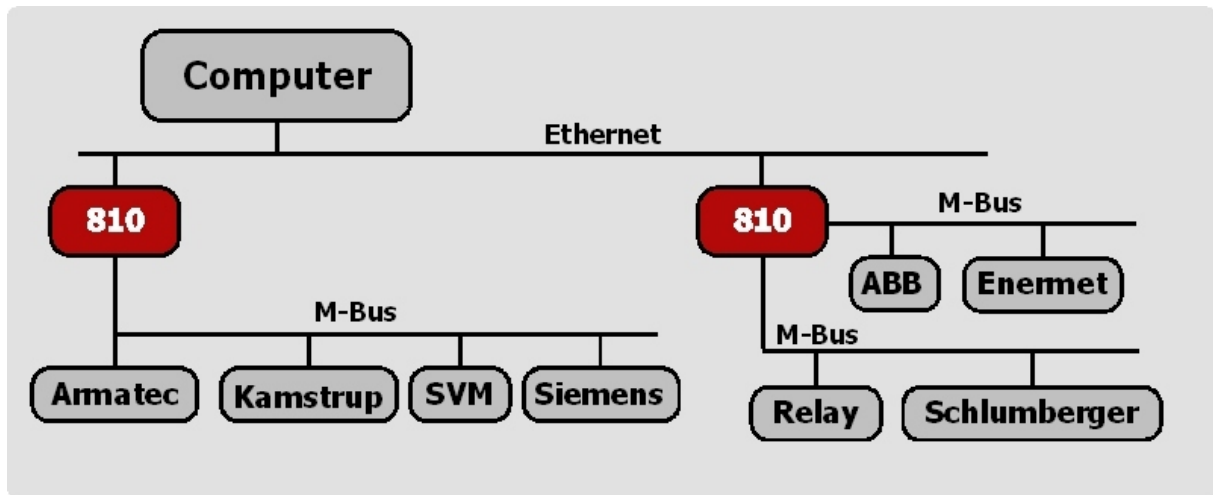 Computer
Ethernet
810
810
M-Bus
ABB
Enermet
M-Bus
M-Bus
Armatec
Kamstrup
SVM
Siemens
Relay
Schlumberger